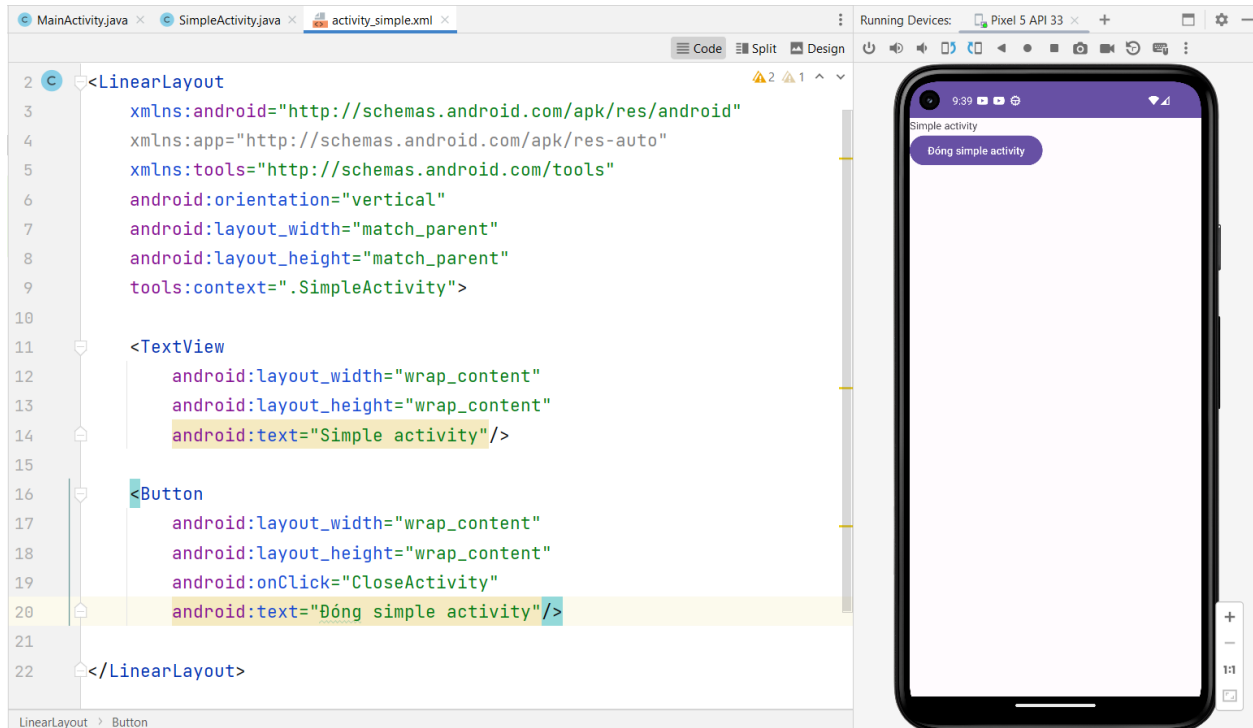 MainActivity.java
SimpleActivity.java
activity_simple.xml
Running Devices:
Pixel 5 API 33
Code
Split
Design
2 <LinearLayout
2
1
3 xmlns:android="http://schemas.android.com/apk/res/android"
4 xmlns:app="http://schemas.android.com/apk/res-auto"
5 xmlns:tools="http://schemas.android.com/tools"
6 android:orientation="vertical"
7 android:layout_width="match_parent"
8 android:layout_height="match_parent"
9 tools:context=".SimpleActivity">
10
11 <TextView
12 android:layout_width="wrap_content"
13 android:layout_height="wrap_content"
14 android:text="Simple activity"/>
15
16 <Button
17 android:layout_width="wrap_content"
18 android:layout_height="wrap_content"
19 android:onClick="CloseActivity"
20 android:text="Đóng simple activity"/>
21
22 </LinearLayout>
LinearLayout > Button
9:39
Simple activity
Đóng simple activity
1:1